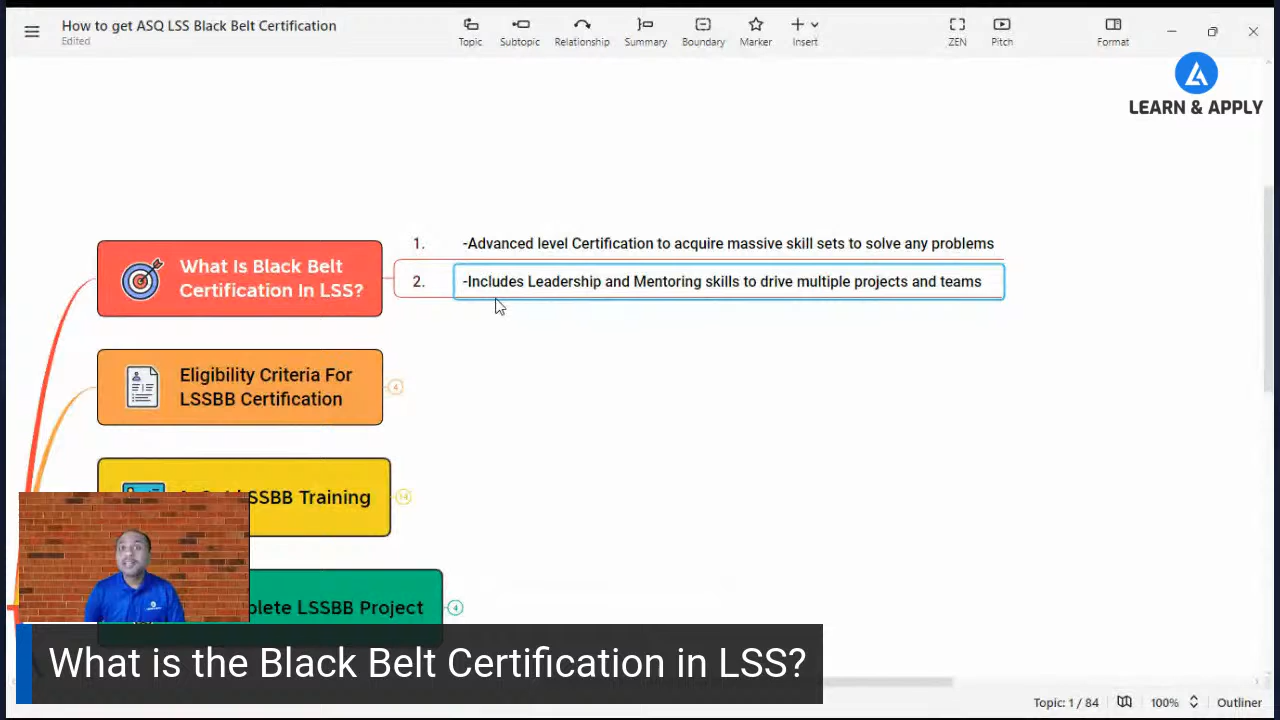 How to get ASQ LSS Black Belt Certification
Edited
Topic
Subtopic
Relationship
Summary
Boundary
Marker
Insert
ZEN
Pitch
Format
LEARN & APPLY
What Is Black Belt
Certification In LSS?
1. -Advanced level Certification to acquire massive skill sets to solve any problems
2. -Includes Leadership and Mentoring skills to drive multiple projects and teams
Eligibility Criteria For
LSSBB Certification
4
SSBB Training
14
plete LSSBB Project
4
What is the Black Belt Certification in LSS?
Topic: 1 / 84
100%
Outliner